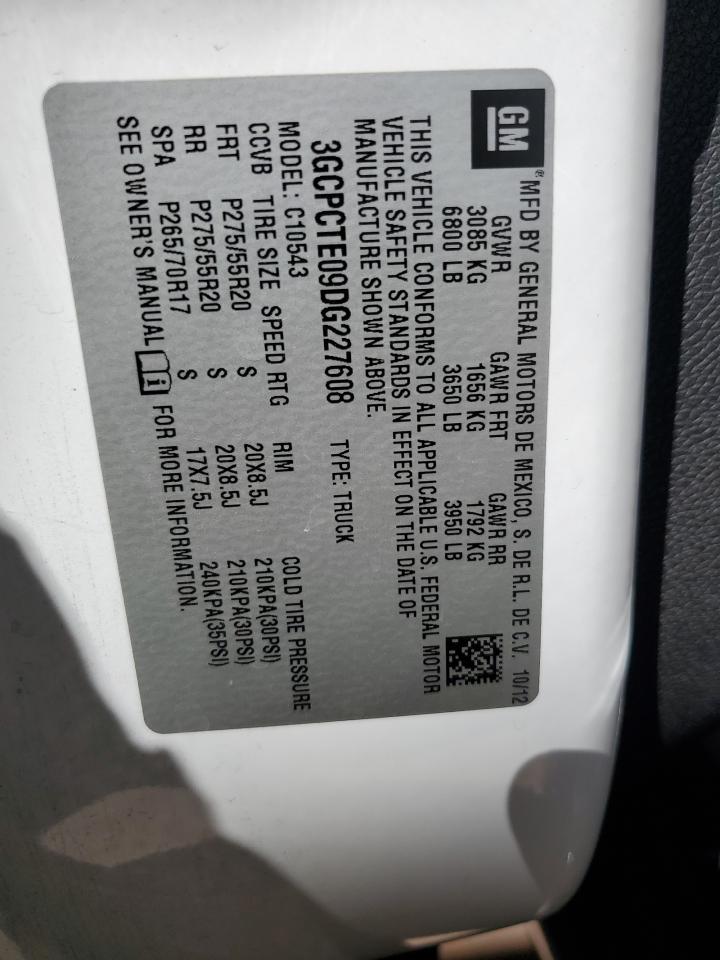 GM® MFD BY GENERAL MOTORS DE MEXICO, S. DE R.L. DE C.V. 10/12
GVWR GAWR FRT GAWR RR
3085 KG 1656 KG 1792 KG
6800 LB 3650 LB 3950 LB
THIS VEHICLE CONFORMS TO ALL APPLICABLE U.S. FEDERAL MOTOR
VEHICLE SAFETY STANDARDS IN EFFECT ON THE DATE OF
MANUFACTURE SHOWN ABOVE.
3GCPCTE09DG227608 TYPE: TRUCK
MODEL: C10543
CCVB TIRE SIZE SPEED RTG RIM COLD TIRE PRESSURE
FRT P275/55R20 S 20X8.5J 210KPA(30PSI)
RR P275/55R20 S 20X8.5J 210KPA(30PSI)
SPA P265/70R17 S 17X7.5J 240KPA(35PSI)
SEE OWNER'S MANUAL i FOR MORE INFORMATION.